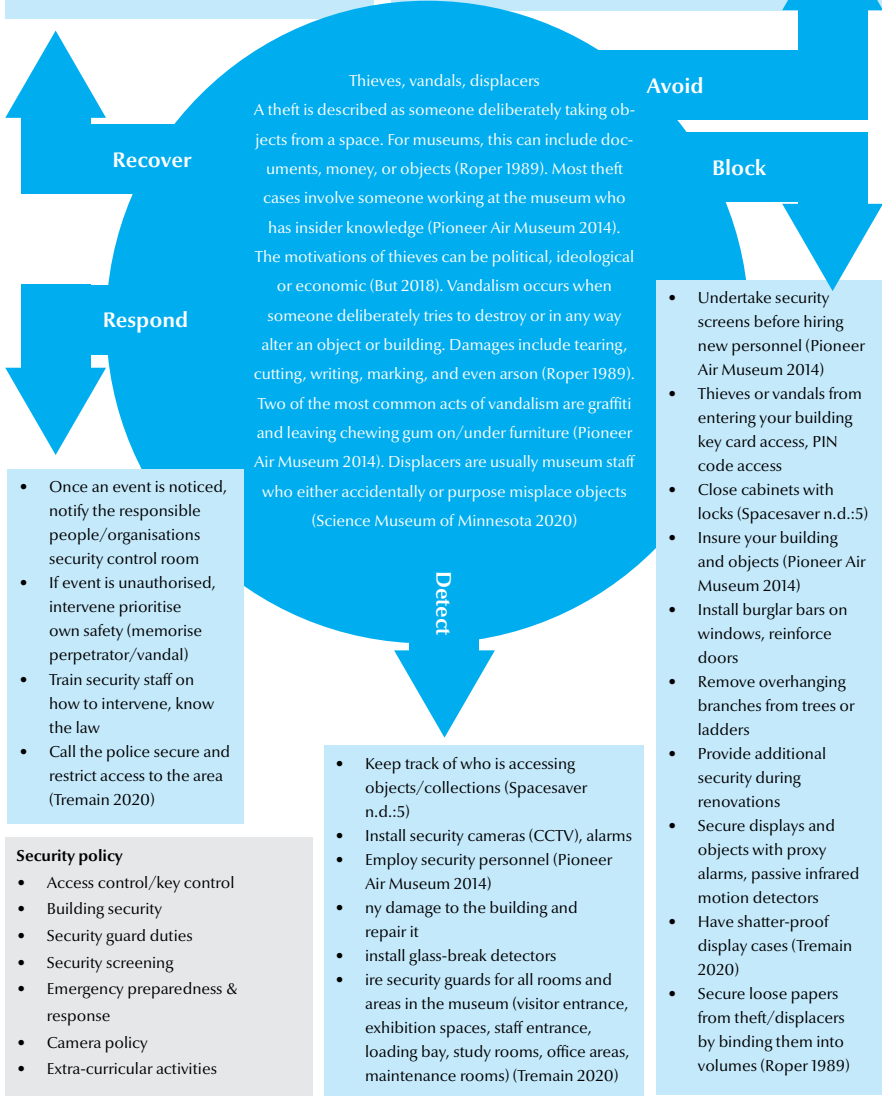 Thieves, vandals, displacers
A theft is described as someone deliberately taking ob-
jects from a space. For museums, this can include doc-
uments, money, or objects (Roper 1989). Most theft
cases involve someone working at the museum who
has insider knowledge (Pioneer Air Museum 2014).
The motivations of thieves can be political, ideological
or economic (But 2018). Vandalism occurs when
someone deliberately tries to destroy or in any way
alter an object or building. Damages include tearing,
cutting, writing, marking, and even arson (Roper 1989).
Two of the most common acts of vandalism are graffiti
and leaving chewing gum on/under furniture (Pioneer
Air Museum 2014). Displacers are usually museum staff
who either accidentally or purpose misplace objects
(Science Museum of Minnesota 2020)
Avoid
Recover
Block
Respond
Detect
• Once an event is noticed,
notify the responsible
people/organisations
security control room
• If event is unauthorised,
intervene prioritise
own safety (memorise
perpetrator/vandal)
• Train security staff on
how to intervene, know
the law
• Call the police secure and
restrict access to the area
(Tremain 2020)
Security policy
• Access control/key control
• Building security
• Security guard duties
• Security screening
• Emergency preparedness &
response
• Camera policy
• Extra-curricular activities
• Keep track of who is accessing
objects/collections (Spacesaver
n.d.:5)
• Install security cameras (CCTV), alarms
• Employ security personnel (Pioneer
Air Museum 2014)
• ny damage to the building and
repair it
• install glass-break detectors
• ire security guards for all rooms and
areas in the museum (visitor entrance,
exhibition spaces, staff entrance,
loading bay, study rooms, office areas,
maintenance rooms) (Tremain 2020)
• Undertake security
screens before hiring
new personnel (Pioneer
Air Museum 2014)
• Thieves or vandals from
entering your building
key card access, PIN
code access
• Close cabinets with
locks (Spacesaver n.d.:5)
• Insure your building
and objects (Pioneer Air
Museum 2014)
• Install burglar bars on
windows, reinforce
doors
• Remove overhanging
branches from trees or
ladders
• Provide additional
security during
renovations
• Secure displays and
objects with proxy
alarms, passive infrared
motion detectors
• Have shatter-proof
display cases (Tremain
2020)
• Secure loose papers
from theft/displacers
by binding them into
volumes (Roper 1989)